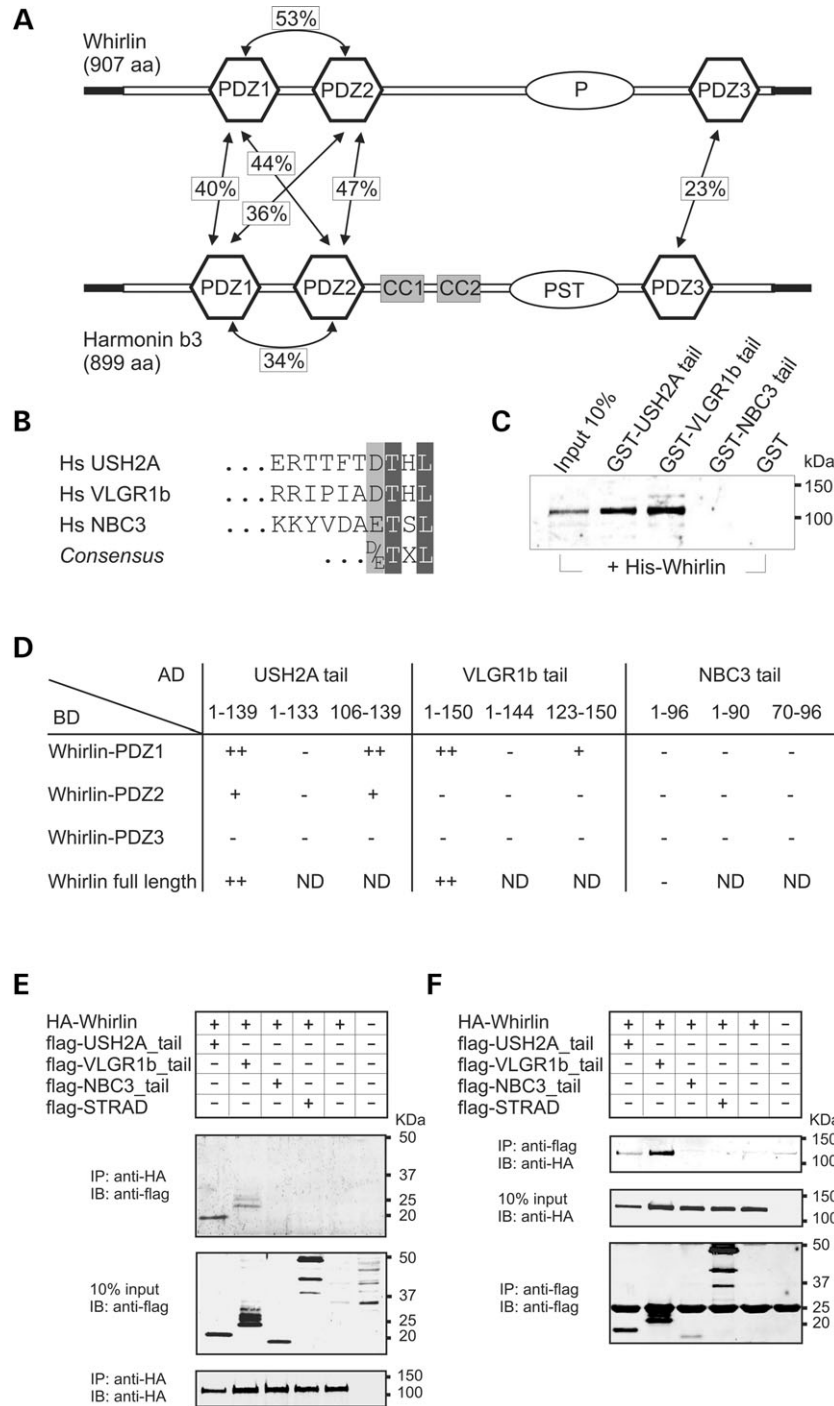 A
Whirlin
(907 aa)
53%
PDZ1 PDZ2 P PDZ3
40% 44% 36% 47% 23%
PDZ1 PDZ2 CC1 CC2 PST PDZ3
Harmonin b3
(899 aa)
34%
B
Hs USH2A ...ERTTFTDTHL
Hs VLGR1b ...RRIPIADTHL
Hs NBC3 ...KKYVDAETSL
Consensus ...D/ETXL
C
Input 10% GST-USH2A tail GST-VLGR1b tail GST-NBC3 tail GST
kDa
150
100
+ His-Whirlin
D
AD USH2A tail VLGR1b tail NBC3 tail
BD 1-139 1-133 106-139 1-150 1-144 123-150 1-96 1-90 70-96
Whirlin-PDZ1 ++ - ++ ++ - + - - -
Whirlin-PDZ2 + - + - - - - - -
Whirlin-PDZ3 - - - - - - - - -
Whirlin full length ++ ND ND ++ ND ND - ND ND
E
HA-Whirlin + + + + + −
flag-USH2A_tail + − − − − −
flag-VLGR1b_tail − + − − − −
flag-NBC3_tail − − + − − −
flag-STRAD − − − + − −
KDa
IP: anti-HA
IB: anti-flag
50
37
25
20
10% input
IB: anti-flag
50
37
25
20
IP: anti-HA
IB: anti-HA
150
100
F
HA-Whirlin + + + + + −
flag-USH2A_tail + − − − − −
flag-VLGR1b_tail − + − − − −
flag-NBC3_tail − − + − − −
flag-STRAD − − − + − −
KDa
IP: anti-flag
IB: anti-HA
150
100
10% input
IB: anti-HA
150
100
IP: anti-flag
IB: anti-flag
50
37
25
20